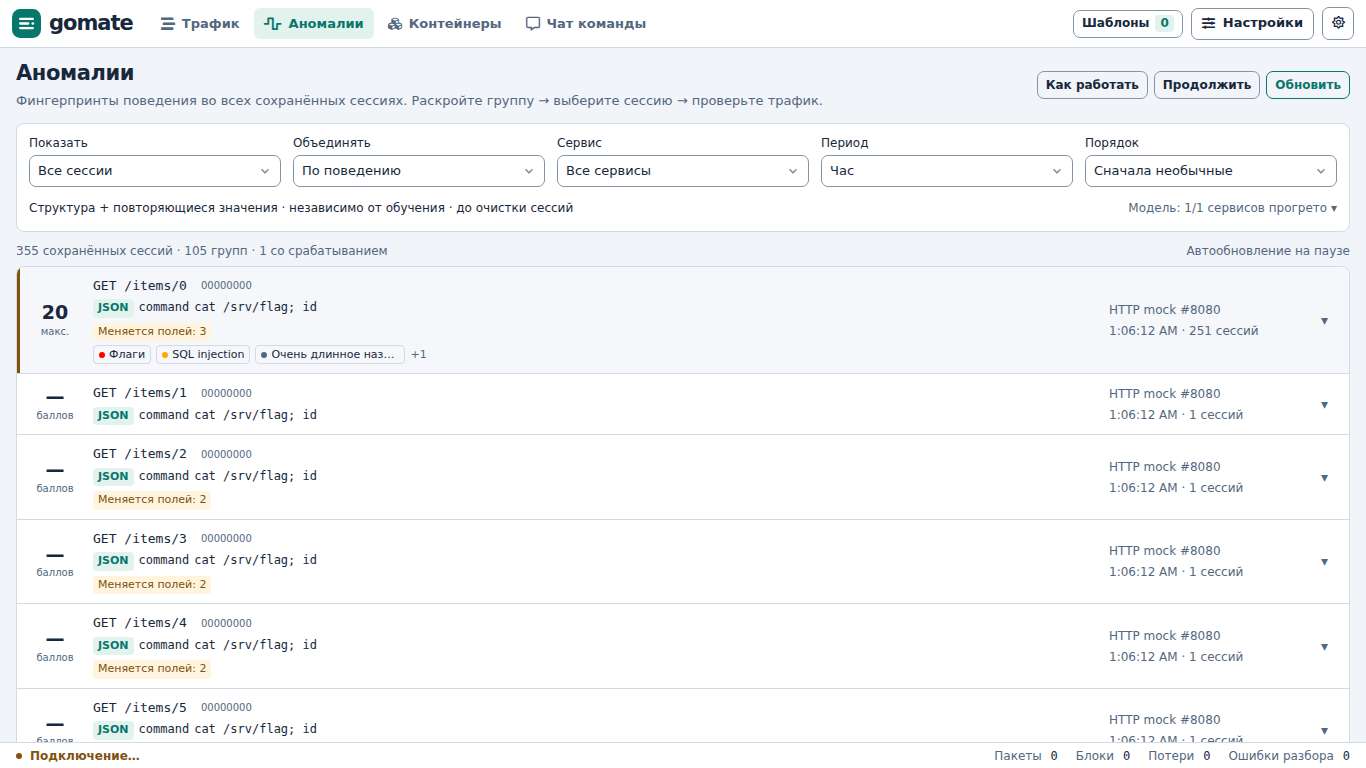 gomate Трафик Аномалии Контейнеры Чат команды Шаблоны 0 Настройки
Аномалии
Фингерпринты поведения во всех сохранённых сессиях. Раскройте группу → выберите сессию → проверьте трафик.
Как работать Продолжить Обновить
Показать Объединять Сервис Период Порядок
Все сессии По поведению Все сервисы Час Сначала необычные
Структура + повторяющиеся значения · независимо от обучения · до очистки сессий Модель: 1/1 сервисов прогрето ▾
355 сохранённых сессий · 105 групп · 1 со срабатыванием Автообновление на паузе
20
макс.
GET /items/0 00000000
JSON command cat /srv/flag; id
Меняется полей: 3
Флаги SQL injection Очень длинное наз… +1
HTTP mock #8080
1:06:12 AM · 251 сессий
▾
—
баллов
GET /items/1 00000000
JSON command cat /srv/flag; id
HTTP mock #8080
1:06:12 AM · 1 сессий
▾
—
баллов
GET /items/2 00000000
JSON command cat /srv/flag; id
Меняется полей: 2
HTTP mock #8080
1:06:12 AM · 1 сессий
▾
—
баллов
GET /items/3 00000000
JSON command cat /srv/flag; id
Меняется полей: 2
HTTP mock #8080
1:06:12 AM · 1 сессий
▾
—
баллов
GET /items/4 00000000
JSON command cat /srv/flag; id
Меняется полей: 2
HTTP mock #8080
1:06:12 AM · 1 сессий
▾
—
баллов
GET /items/5 00000000
JSON command cat /srv/flag; id
HTTP mock #8080
1:06:12 AM · 1 сессий
▾
Подключение… Пакеты 0 Блоки 0 Потери 0 Ошибки разбора 0